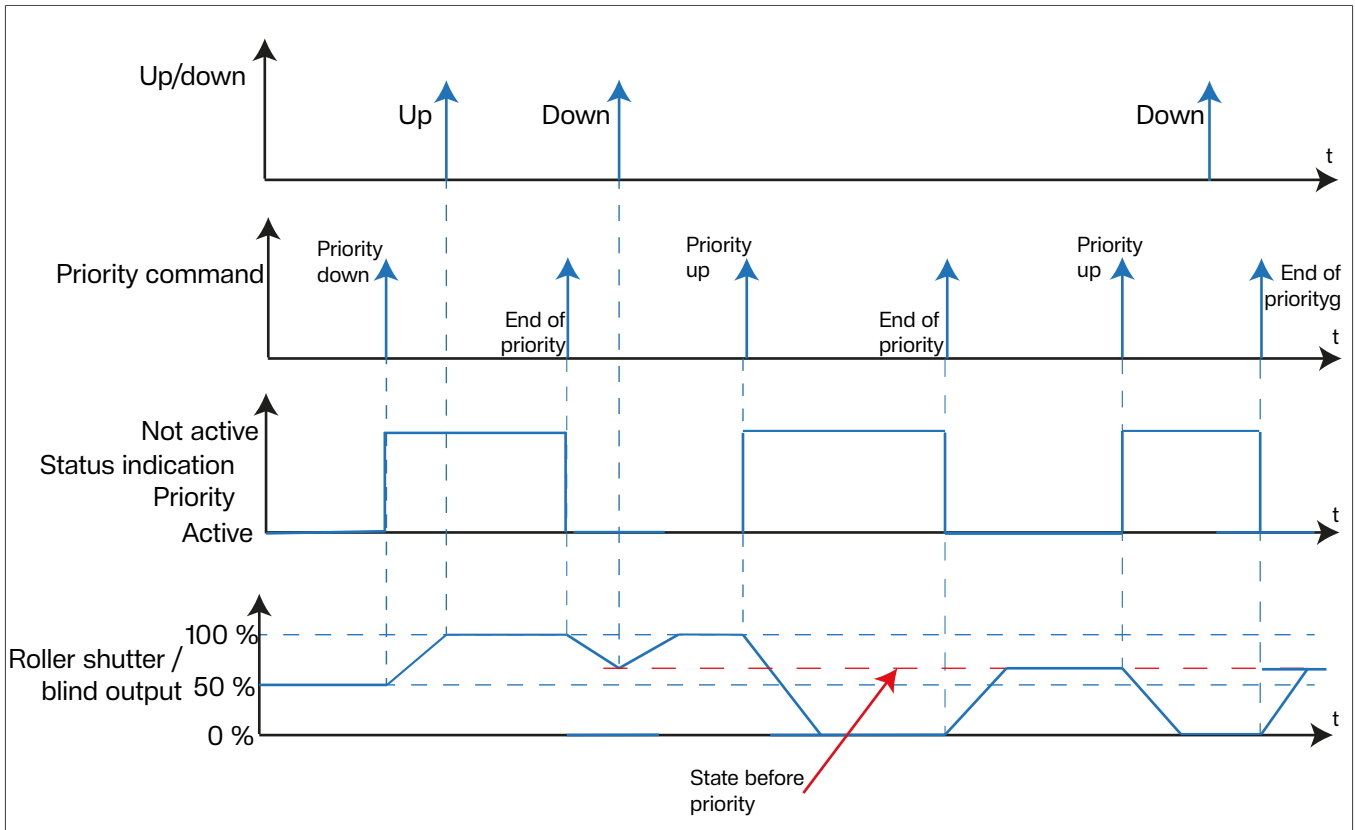 Up/down
Up
Down
Down
t
Priority command
Priority
down
End of
priority
Priority
up
End of
priority
Priority
up
End of
priorityg
t
Not active
Status indication
Priority
Active
t
Roller shutter /
blind output
100 %
50 %
0 %
t
State before
priority